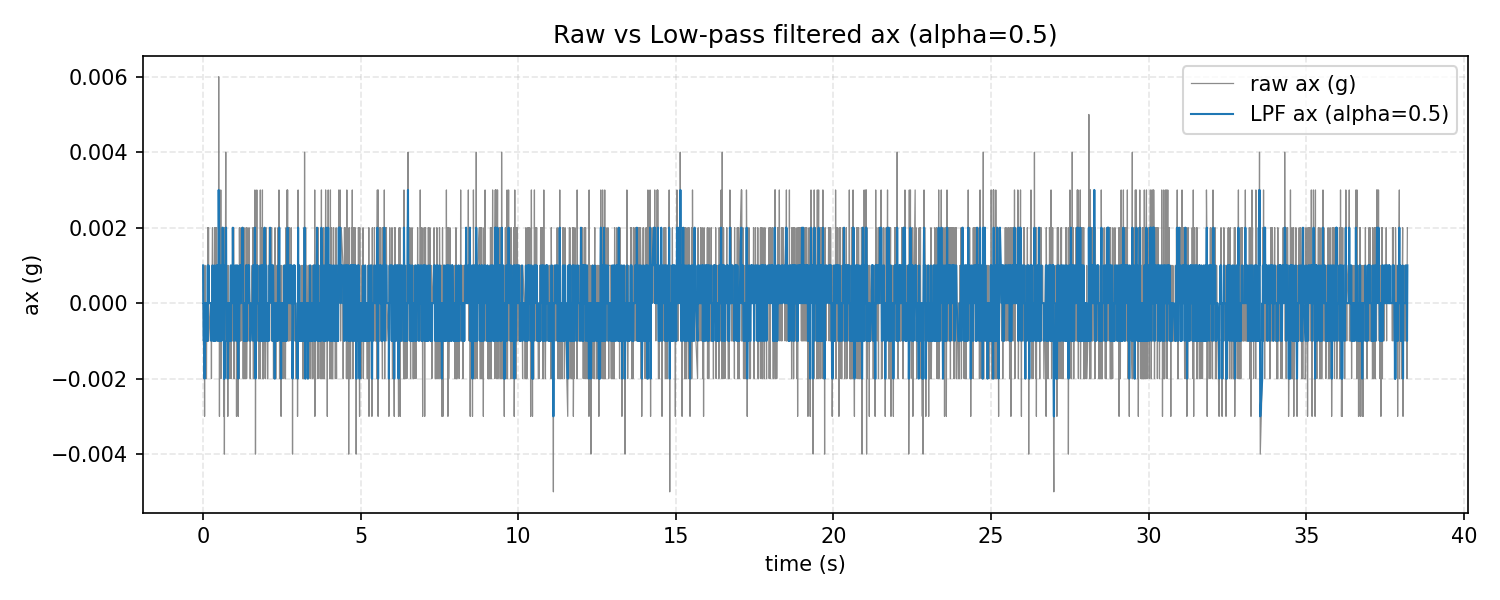 Raw vs Low-pass filtered ax (alpha=0.5)
raw ax (g)
LPF ax (alpha=0.5)
ax (g)
0.006
0.004
0.002
0.000
−0.002
−0.004
0 5 10 15 20 25 30 35 40
time (s)